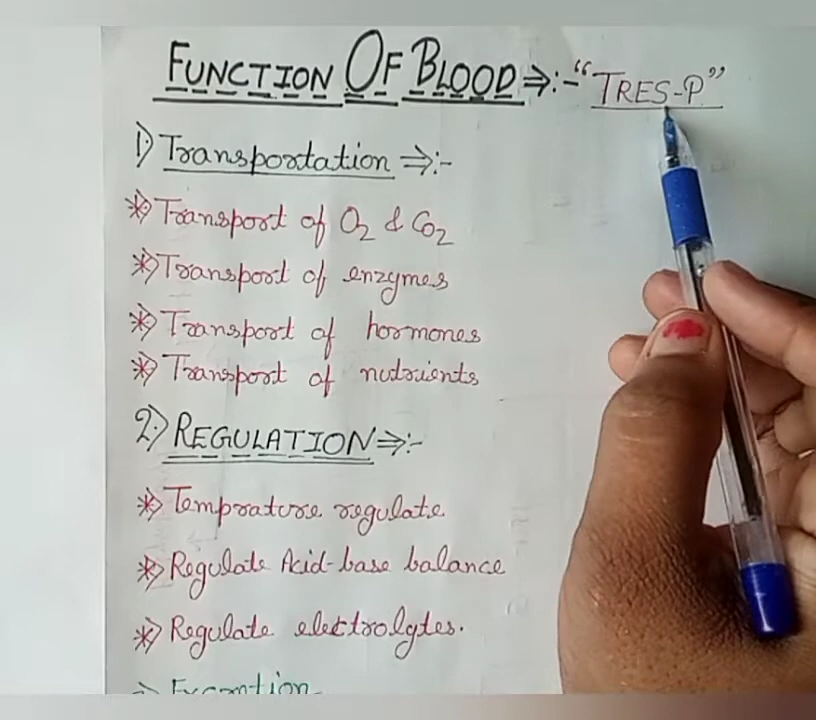 FUNCTION OF BLOOD ⇒:- "TRES-P"
1) Transportation ⇒:-
*) Transport of O2 & CO2
*) Transport of enzymes
*) Transport of hormones
*) Transport of nutrients
2) REGULATION ⇒:-
*) Temprature regulate
*) Regulate Acid-base balance
*) Regulate electrolytes.